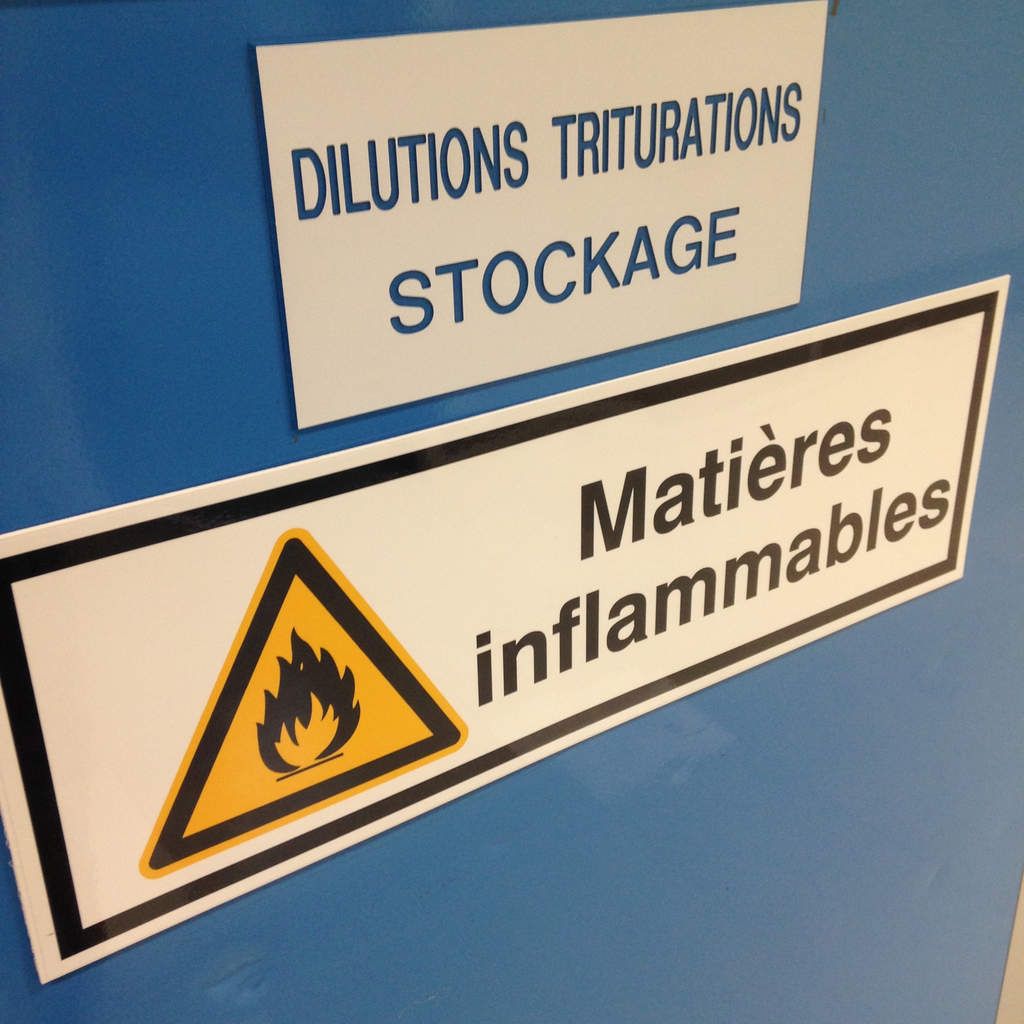 DILUTIONS TRITURATIONS
STOCKAGE
Matières
inflammables